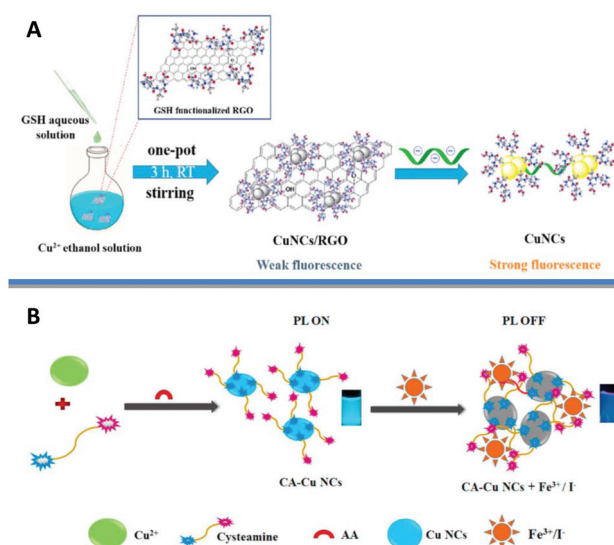 A
GSH aqueous
solution
GSH functionalized RGO
OH
one-pot
3 h, RT
stirring
Cu²⁺ ethanol solution
OH
CuNCs/RGO
Weak fluorescence
CuNCs
Strong fluorescence
B
PL ON
PL OFF
CA-Cu NCs
CA-Cu NCs + Fe³⁺/ I⁻
Cu²⁺
Cysteamine
AA
Cu NCs
Fe³⁺/I⁻